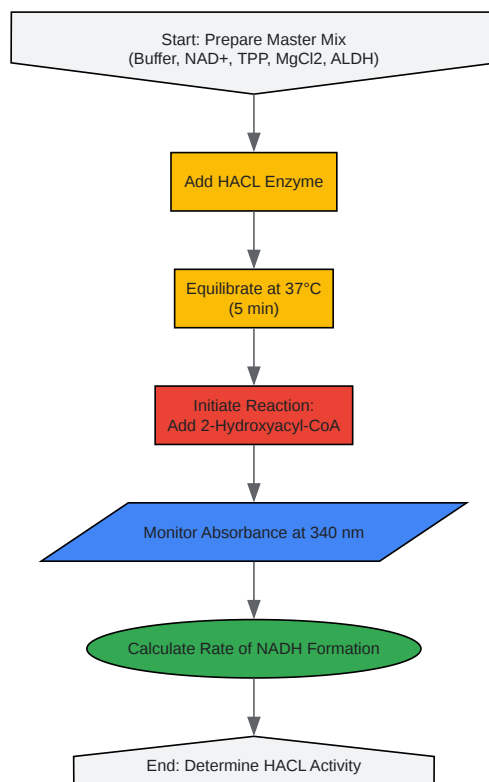 Start: Prepare Master Mix
(Buffer, NAD+, TPP, MgCl2, ALDH)
Add HACL Enzyme
Equilibrate at 37°C
(5 min)
Initiate Reaction:
Add 2-Hydroxyacyl-CoA
Monitor Absorbance at 340 nm
Calculate Rate of NADH Formation
End: Determine HACL Activity